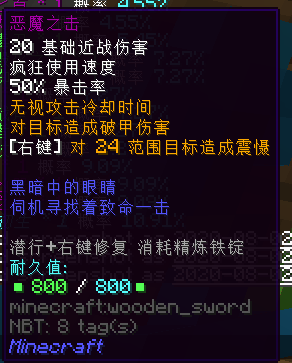 恶魔之击
20 基础近战伤害
疯狂使用速度
50% 暴击率
无视攻击冷却时间
对目标造成破甲伤害
[右键] 对 24 范围目标造成震慑
黑暗中的眼睛
伺机寻找着致命一击
潜行+右键修复 消耗精炼铁锭
耐久值:
■ 800 / 800 ■
minecraft:wooden_sword
NBT: 8 tag(s)
Minecraft